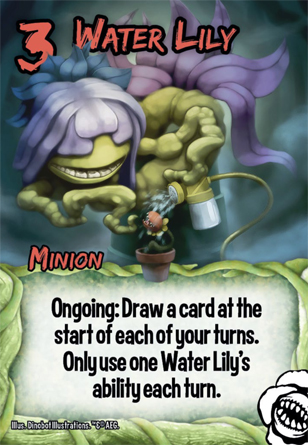 3 Water Lily
Minion
Ongoing: Draw a card at the
start of each of your turns.
Only use one Water Lily's
ability each turn.
Illus. Dinobot Illustrations. ™©AEG.